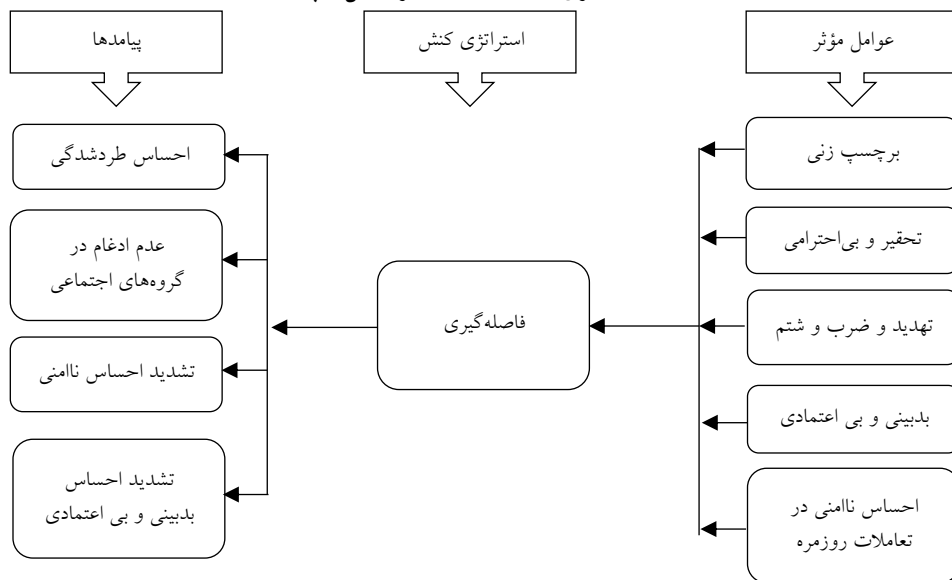 عوامل مؤثر
استراتژی کنش
پیامدها
برچسپ زنی
تحقیر و بی‌احترامی
تهدید و ضرب و شتم
بدبینی و بی اعتمادی
احساس ناامنی در
تعاملات روزمره
فاصله‌گیری
احساس طردشدگی
عدم ادغام در
گروه‌های اجتماعی
تشدید احساس ناامنی
تشدید احساس
بدبینی و بی اعتمادی